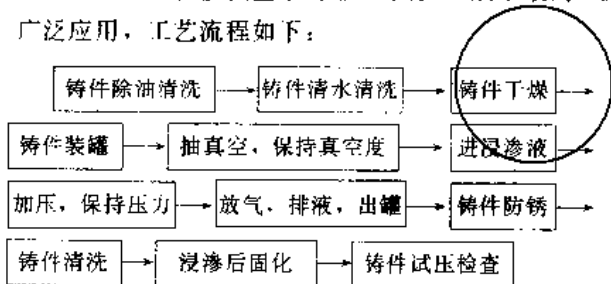 广泛应用，工艺流程如下：
铸件除油清洗 铸件清水清洗 铸件干燥
铸件装罐 抽真空，保持真空度 进浸渗液
加压，保持压力 放气、排液，出罐 铸件防锈
铸件清洗 浸渗后固化 铸件试压检查